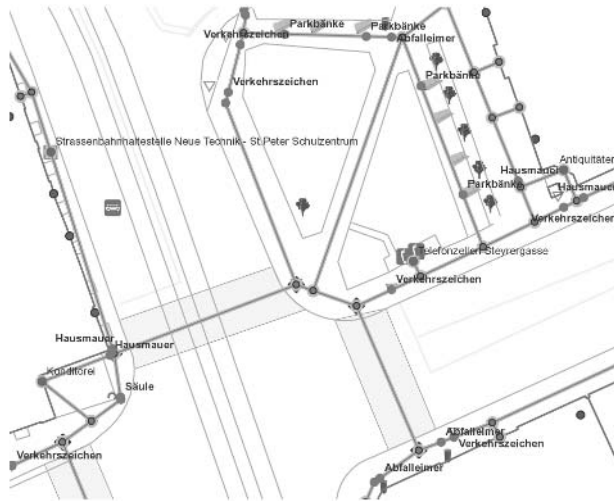 Parkbänke
Parkbänke
Verkehrszeichen
Abfalleimer
Verkehrszeichen
Parkbänke
Strassenbahnhaltestelle Neue Technik - St.Peter Schulzentrum
Antiquitäten
Hausmauer
Parkbänke
Hausmauer
Verkehrszeichen
Telefonzellen Steyrergasse
Verkehrszeichen
Hausmauer
Hausmauer
Konditorei
Säule
Abfalleimer
Verkehrszeichen
Verkehrszeichen
Abfalleimer